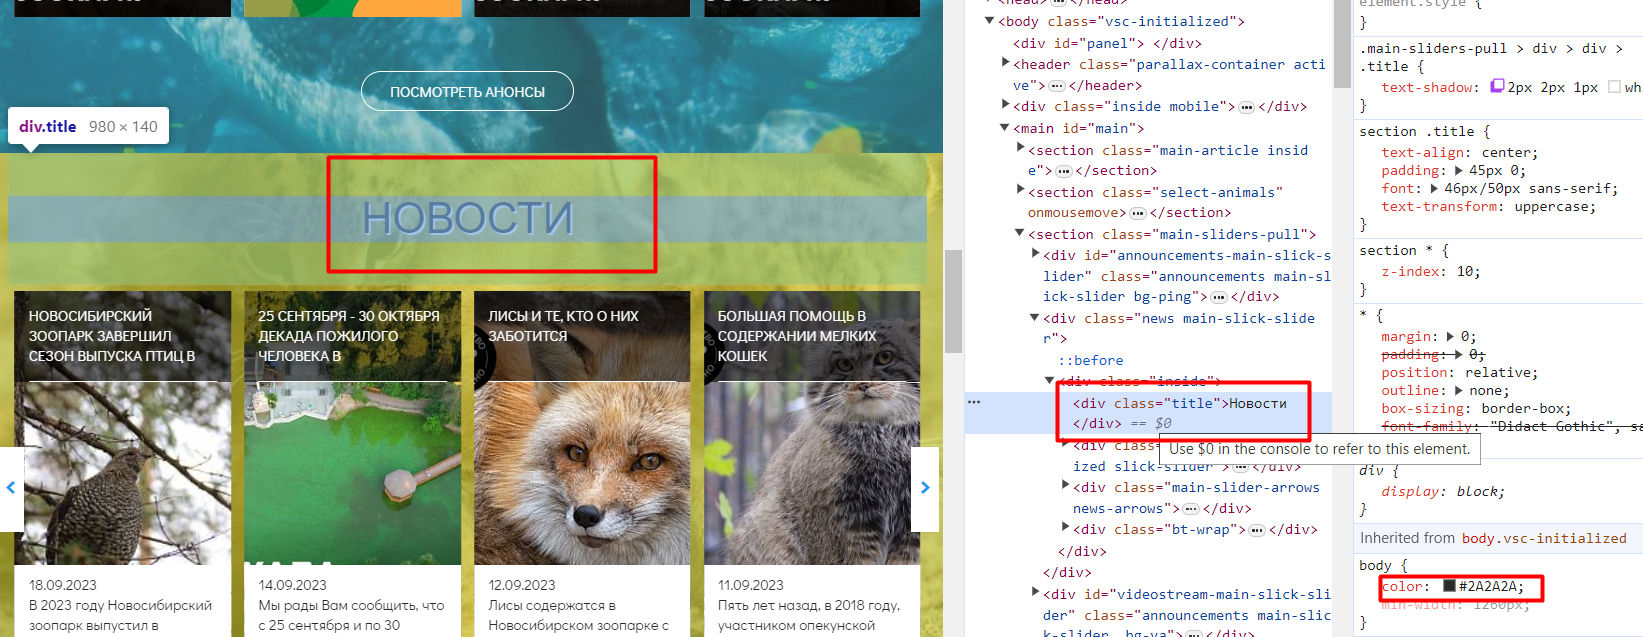 ПОСМОТРЕТЬ АНОНСЫ
div.title 980 × 140
НОВОСТИ
НОВОСИБИРСКИЙ
ЗООПАРК ЗАВЕРШИЛ
СЕЗОН ВЫПУСКА ПТИЦ В
25 СЕНТЯБРЯ - 30 ОКТЯБРЯ
ДЕКАДА ПОЖИЛОГО
ЧЕЛОВЕКА В
ЛИСЫ И ТЕ, КТО О НИХ
ЗАБОТИТСЯ
БОЛЬШАЯ ПОМОЩЬ В
СОДЕРЖАНИИ МЕЛКИХ
КОШЕК
18.09.2023
В 2023 году Новосибирский
зоопарк выпустил в
14.09.2023
Мы рады Вам сообщить, что
с 25 сентября и по 30
12.09.2023
Лисы содержатся в
Новосибирском зоопарке с
11.09.2023
Пять лет назад, в 2018 году,
участником опекунской
<body class="vsc-initialized">
<div id="panel"> </div>
<header class="parallax-container acti
ve">…</header>
<div class="inside mobile">…</div>
<main id="main">
<section class="main-article insid
e">…</section>
<section class="select-animals"
onmousemove>…</section>
<section class="main-sliders-pull">
<div id="announcements-main-slick-s
lider" class="announcements main-sl
ick-slider bg-ping">…</div>
<div class="news main-slick-slide
r">
::before
<div class="inside">
<div class="title">Новости
</div> == $0
<div
Use $0 in the console to refer to this element.
ized slick-slider">…</div>
<div class="main-slider-arrows
news-arrows">…</div>
<div class="bt-wrap">…</div>
</div>
</div>
<div id="videostream-main-slick-sli
der" class="announcements main-slic
k-slider bg-ya">…</div>
element.style {
}
.main-sliders-pull > div > div >
.title {
text-shadow: 2px 2px 1px wh
}
section .title {
text-align: center;
padding: 45px 0;
font: 46px/50px sans-serif;
text-transform: uppercase;
}
section * {
z-index: 10;
}
* {
margin: 0;
padding: 0;
position: relative;
outline: none;
box-sizing: border-box;
font-family: "Didact Gothic", sa
div {
display: block;
}
Inherited from body.vsc-initialized
body {
color: #2A2A2A;
min-width: 1260px;
}